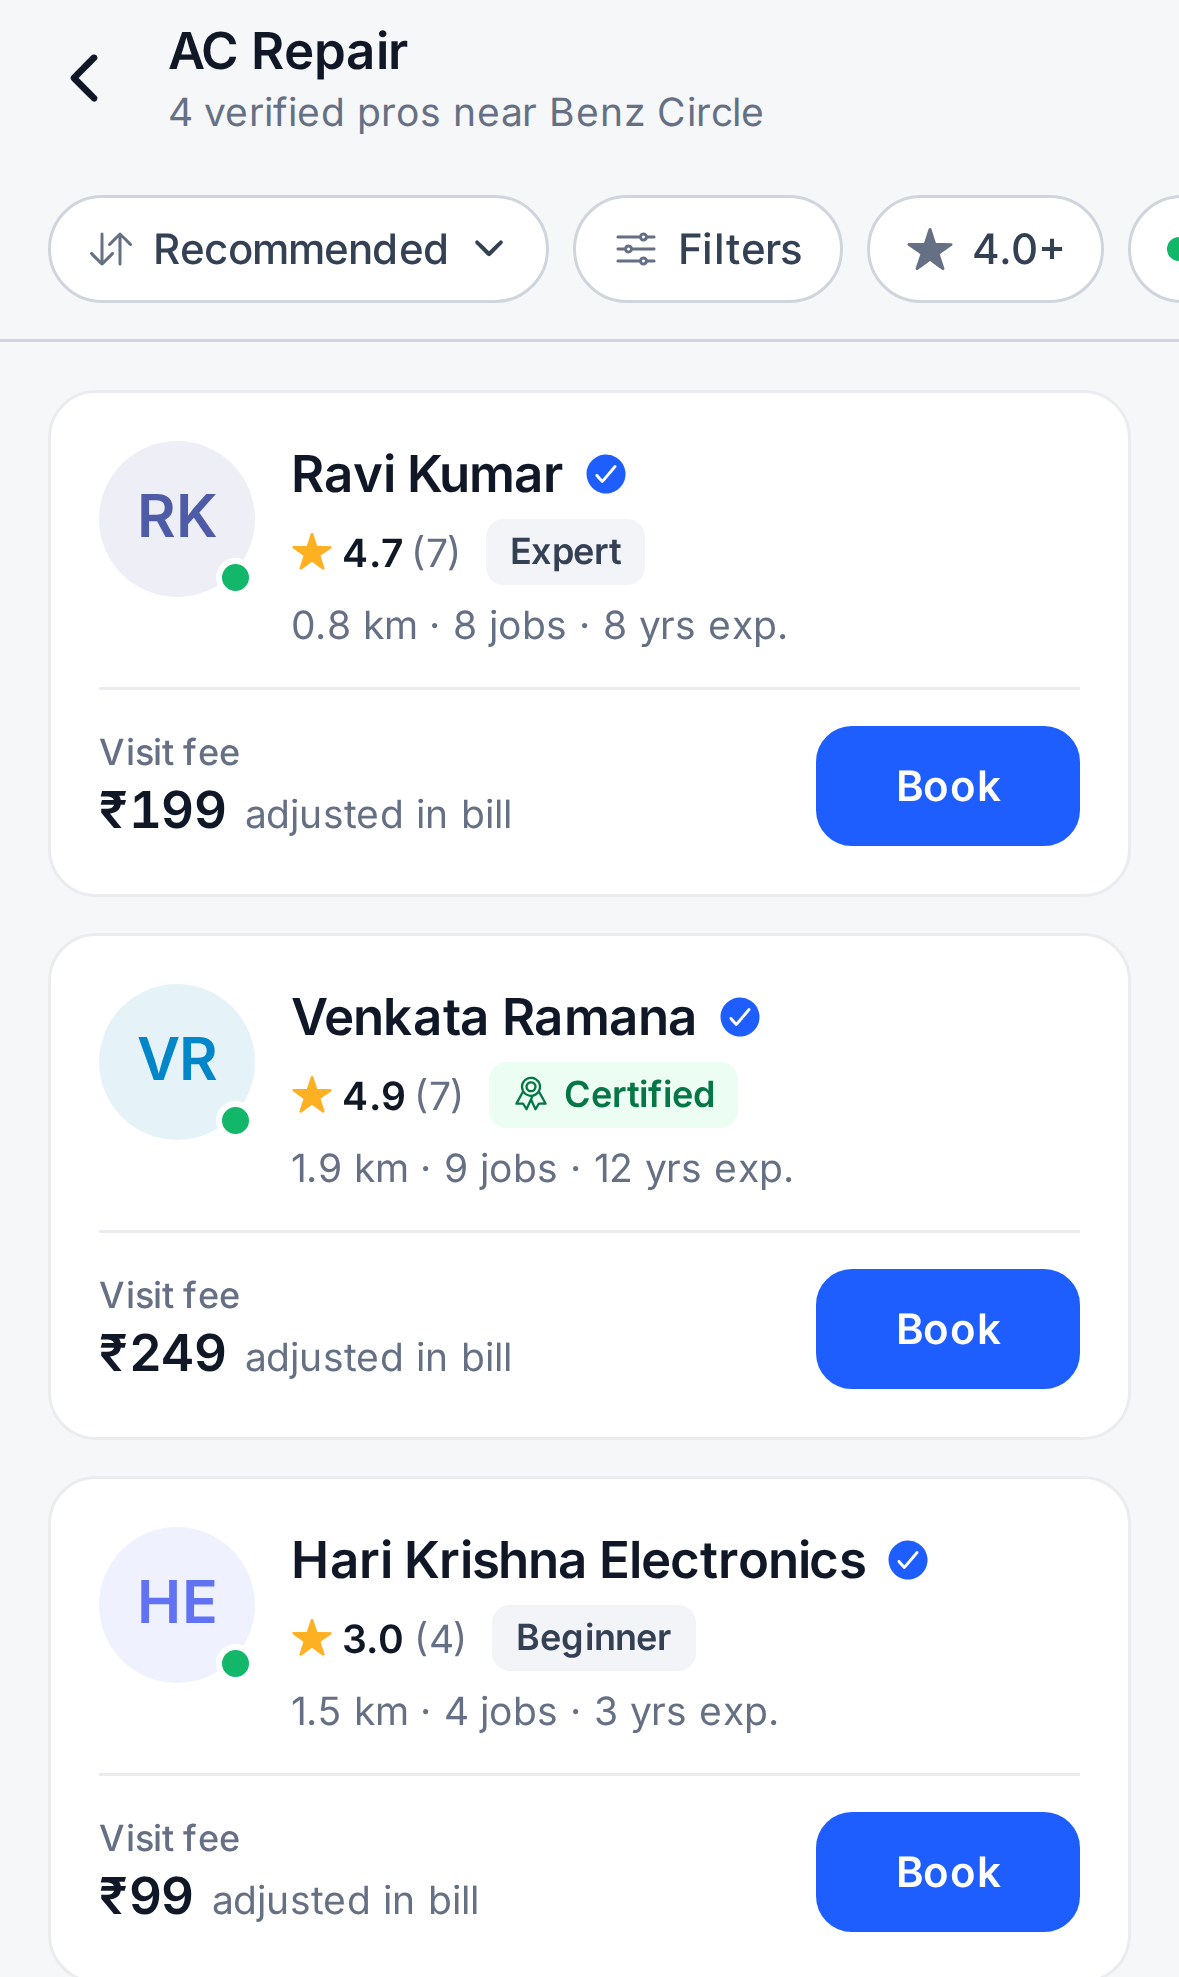 AC Repair
4 verified pros near Benz Circle
Recommended Filters 4.0+
RK
Ravi Kumar
4.7 (7) Expert
0.8 km · 8 jobs · 8 yrs exp.
Visit fee
₹199 adjusted in bill
Book
VR
Venkata Ramana
4.9 (7) Certified
1.9 km · 9 jobs · 12 yrs exp.
Visit fee
₹249 adjusted in bill
Book
HE
Hari Krishna Electronics
3.0 (4) Beginner
1.5 km · 4 jobs · 3 yrs exp.
Visit fee
₹99 adjusted in bill
Book